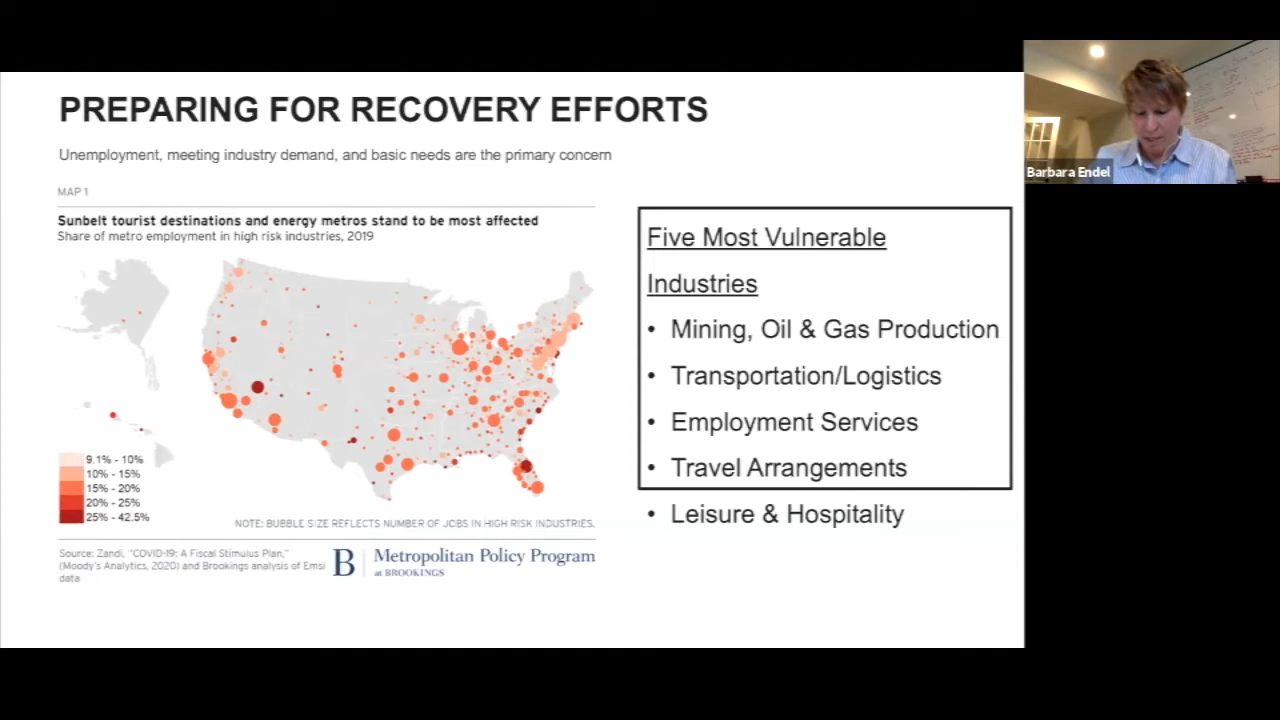 PREPARING FOR RECOVERY EFFORTS
Unemployment, meeting industry demand, and basic needs are the primary concern
MAP 1
Sunbelt tourist destinations and energy metros stand to be most affected
Share of metro employment in high risk industries, 2019
9.1% - 10%
10% - 15%
15% - 20%
20% - 25%
25% - 42.5%
NOTE: BUBBLE SIZE REFLECTS NUMBER OF JOBS IN HIGH RISK INDUSTRIES.
Source: Zandi, "COVID-19: A Fiscal Stimulus Plan,"
(Moody's Analytics, 2020) and Brookings analysis of Emsi
data
B
Metropolitan Policy Program
at BROOKINGS
Five Most Vulnerable
Industries
• Mining, Oil & Gas Production
• Transportation/Logistics
• Employment Services
• Travel Arrangements
• Leisure & Hospitality
Barbara Endel